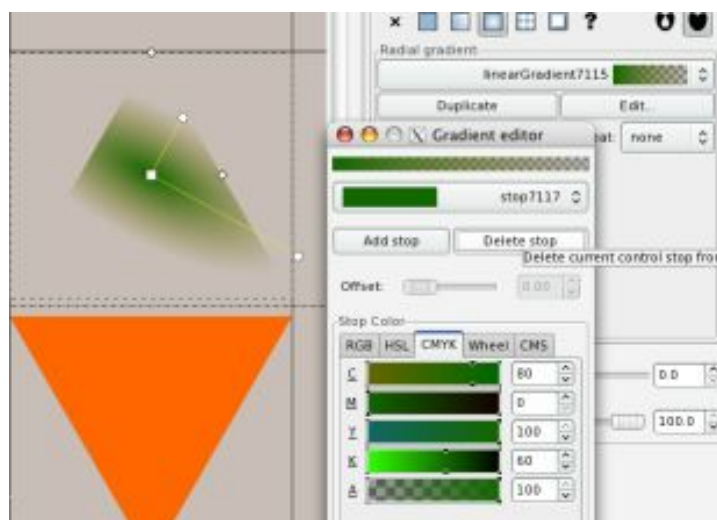 ?
Radial gradient
linearGradient7115
Duplicate
Edit..
X Gradient editor
eat:
none
stop7117
Add stop
Delete stop
Delete current control stop fro
Offset:
0.00
Stop Color
RGB HSL CMYK Wheel CMS
C 80
M 0
Y 100
K 60
A 100
0.0
100.0